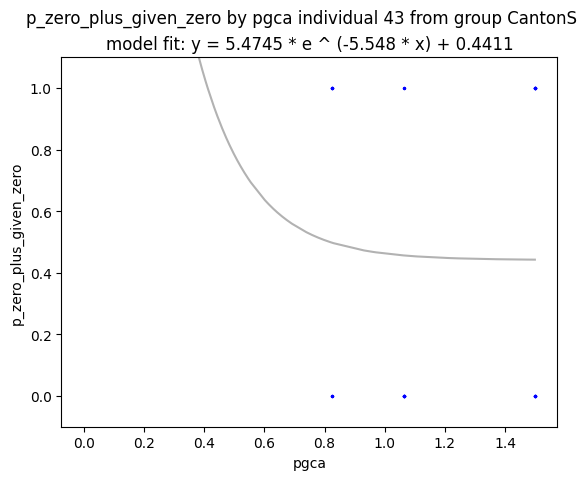 p_zero_plus_given_zero by pgca individual 43 from group CantonS
model fit: y = 5.4745 * e ^ (-5.548 * x) + 0.4411
1.0
0.8
0.6
0.4
0.2
0.0
p_zero_plus_given_zero
0.0 0.2 0.4 0.6 0.8 1.0 1.2 1.4
pgca